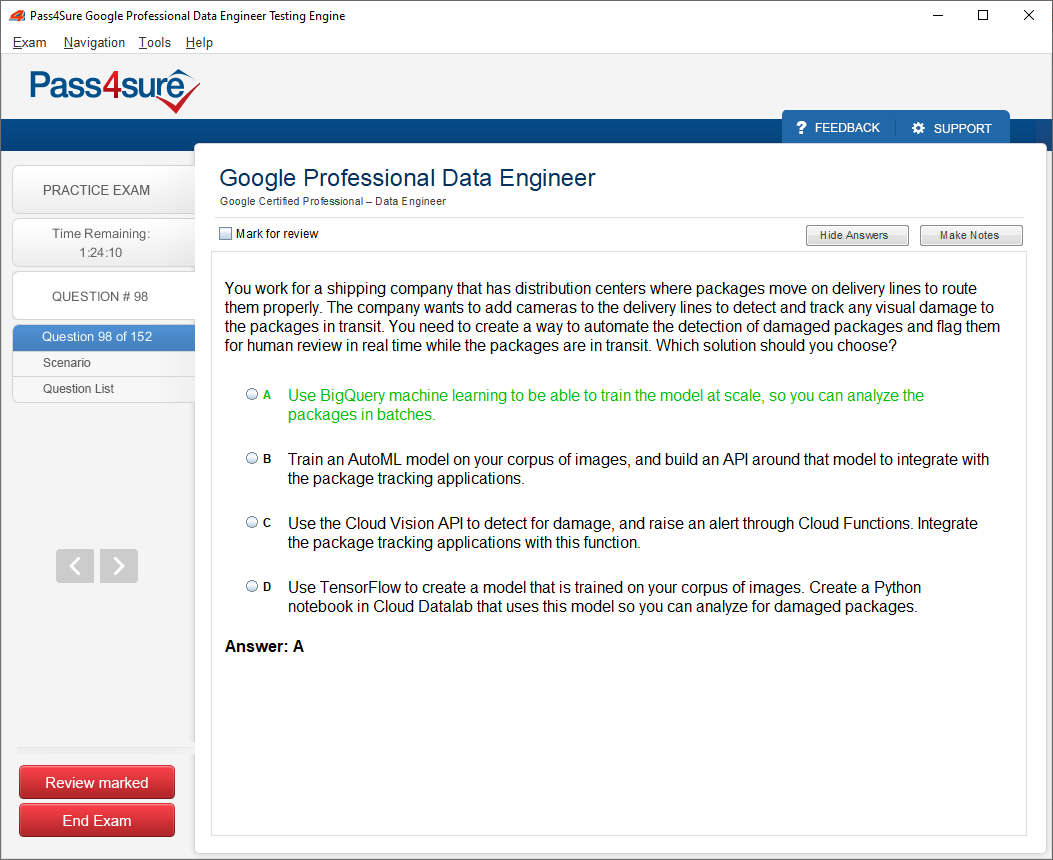 Pass4Sure Google Professional Data Engineer Testing Engine
Exam Navigation Tools Help
Pass4sure
? FEEDBACK SUPPORT
PRACTICE EXAM
Time Remaining:
1:24:10
QUESTION # 98
Question 98 of 152
Scenario
Question List
Google Professional Data Engineer
Google Certified Professional – Data Engineer
Mark for review
Hide Answers Make Notes
You work for a shipping company that has distribution centers where packages move on delivery lines to route
them properly. The company wants to add cameras to the delivery lines to detect and track any visual damage to
the packages in transit. You need to create a way to automate the detection of damaged packages and flag them
for human review in real time while the packages are in transit. Which solution should you choose?
A Use BigQuery machine learning to be able to train the model at scale, so you can analyze the
packages in batches.
B Train an AutoML model on your corpus of images, and build an API around that model to integrate with
the package tracking applications.
C Use the Cloud Vision API to detect for damage, and raise an alert through Cloud Functions. Integrate
the package tracking applications with this function.
D Use TensorFlow to create a model that is trained on your corpus of images. Create a Python
notebook in Cloud Datalab that uses this model so you can analyze for damaged packages.
Answer: A
Review marked
End Exam